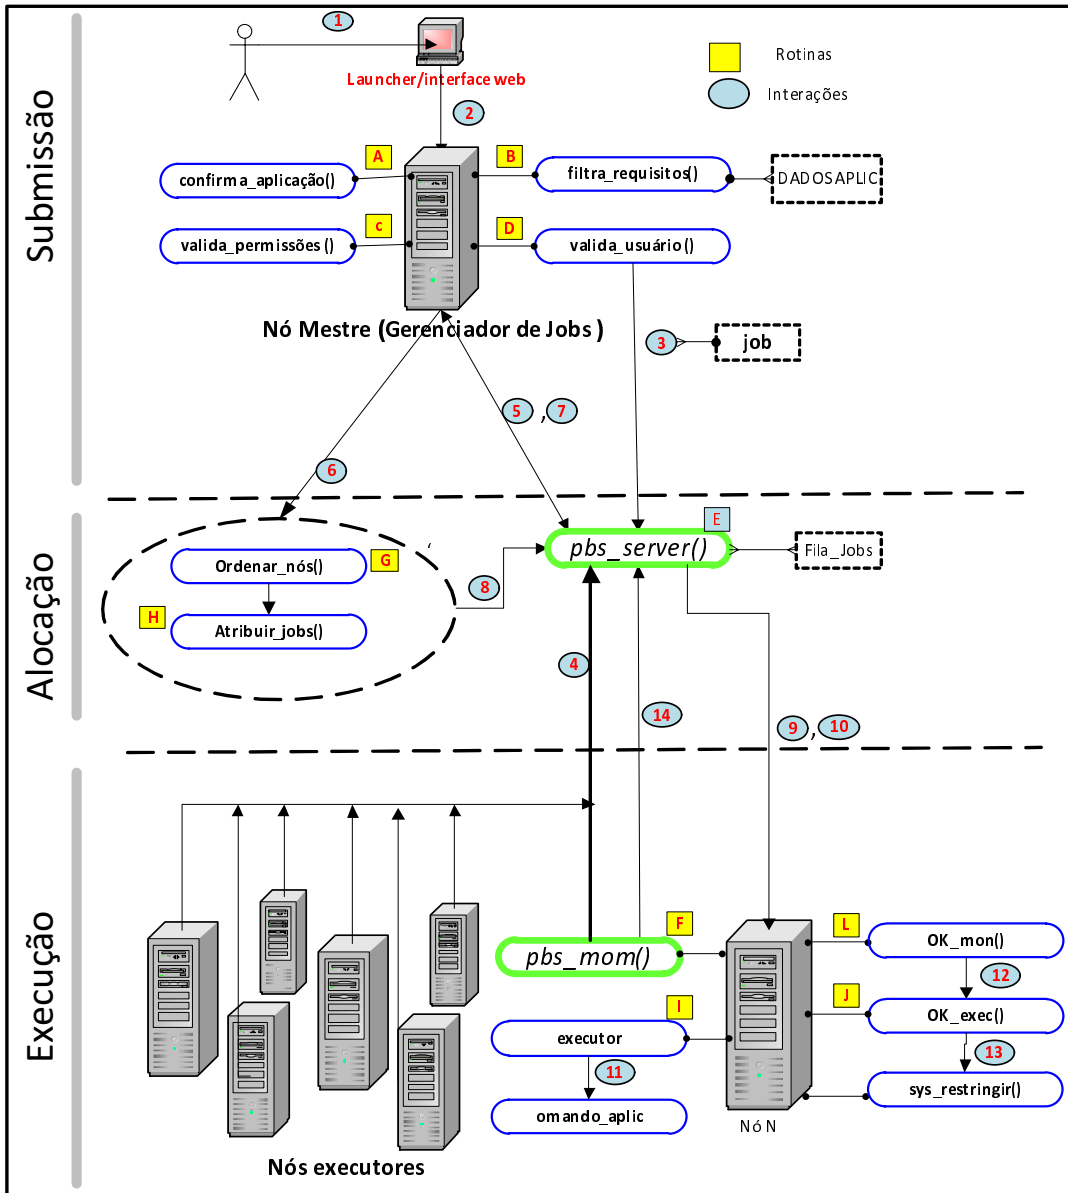 Submissão
1
Launcher/interface web
Rotinas
Interações
2
A
B
confirma_aplicação()
filtra_requisitos()
DADOSAPLIC
c
D
valida_permissões ()
valida_usuário()
Nó Mestre (Gerenciador de Jobs )
3
job
5 , 7
6
Alocação
E
pbs_server()
Fila_Jobs
Ordenar_nós()
G
8
H
Atribuir_jobs()
4
14
9 , 10
Execução
F
pbs_mom()
L
OK_mon()
12
I
J
OK_exec()
executor
13
11
sys_restringir()
omando_aplic
Nó N
Nós executores